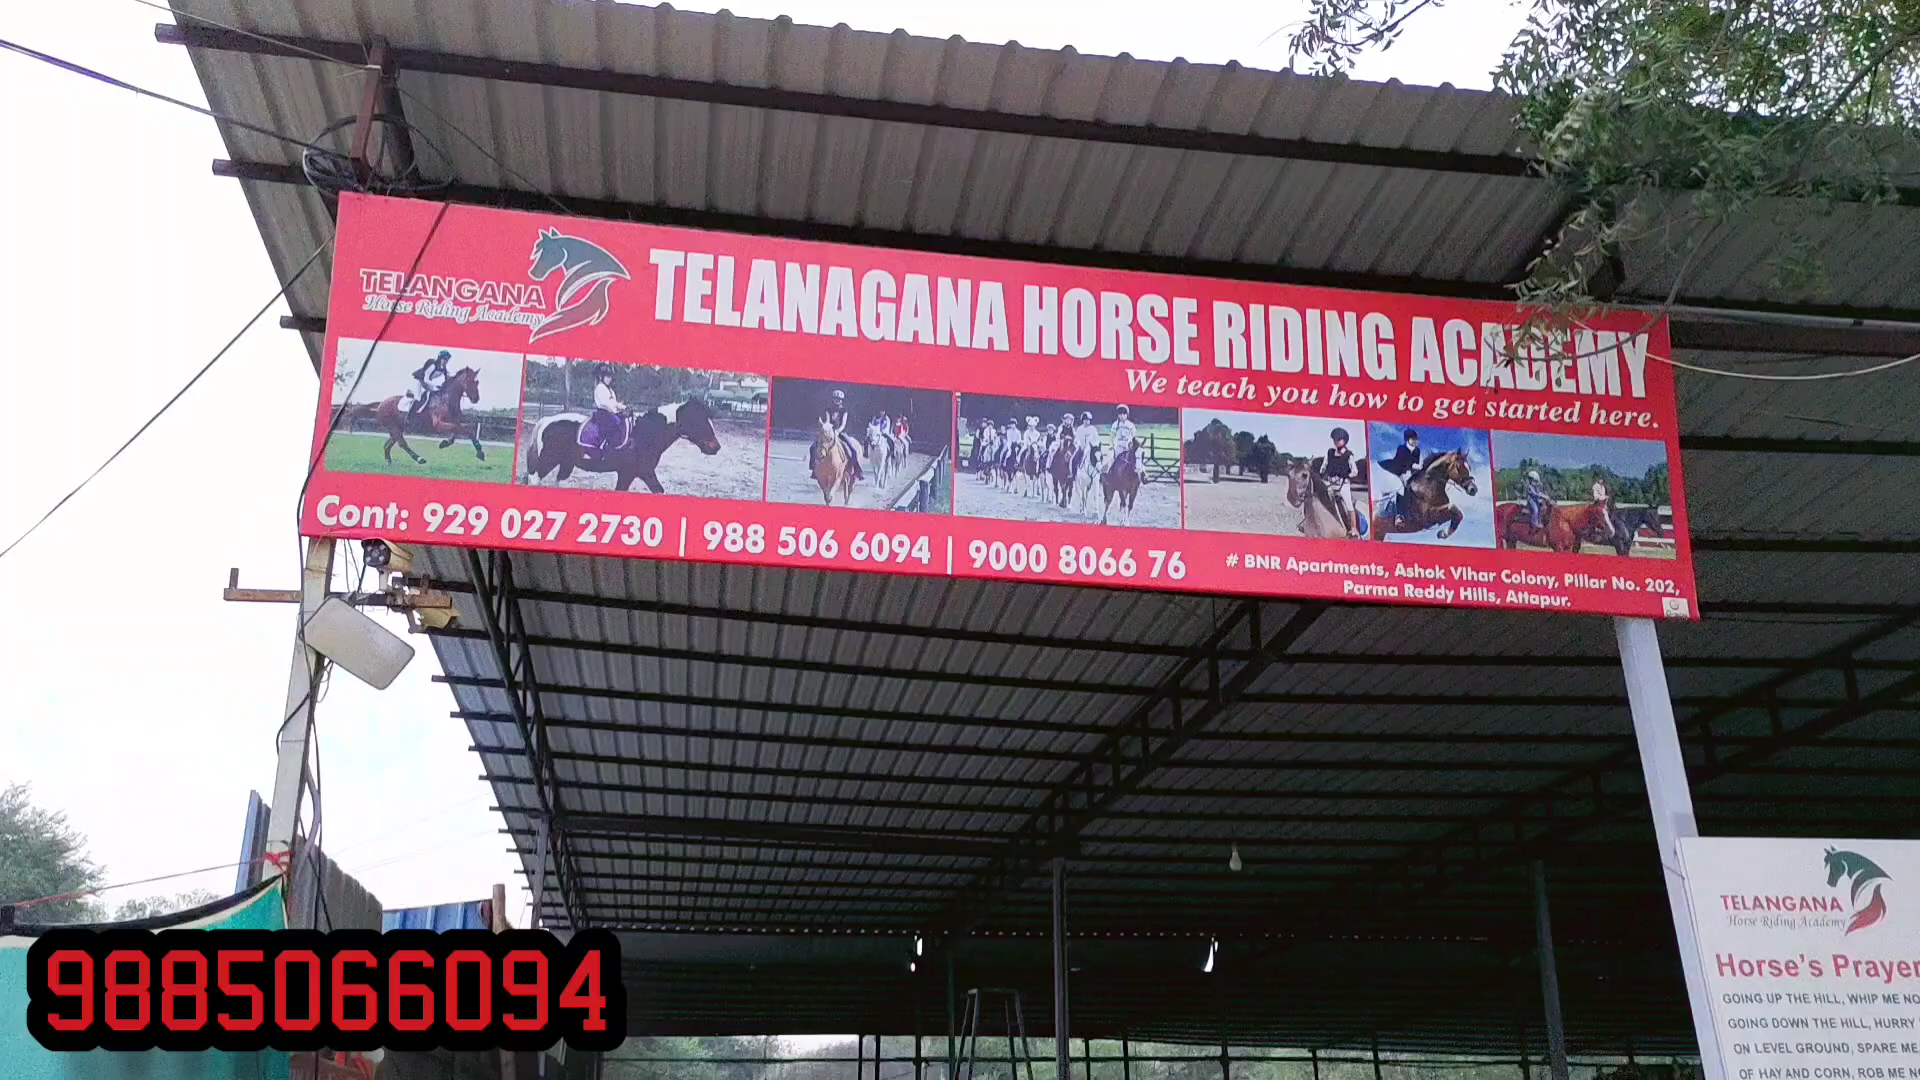 TELANGANA
Horse Riding Academy
TELANAGANA HORSE RIDING ACADEMY
We teach you how to get started here.
Cont: 929 027 2730 | 988 506 6094 | 9000 8066 76
# BNR Apartments, Ashok Vihar Colony, Pillar No. 202,
Parma Reddy Hills, Attapur.
9885066094
TELANGANA
Horse Riding Academy
Horse's Prayer
GOING UP THE HILL, WHIP ME NO
GOING DOWN THE HILL, HURRY
ON LEVEL GROUND, SPARE ME
OF HAY AND CORN, ROB ME N